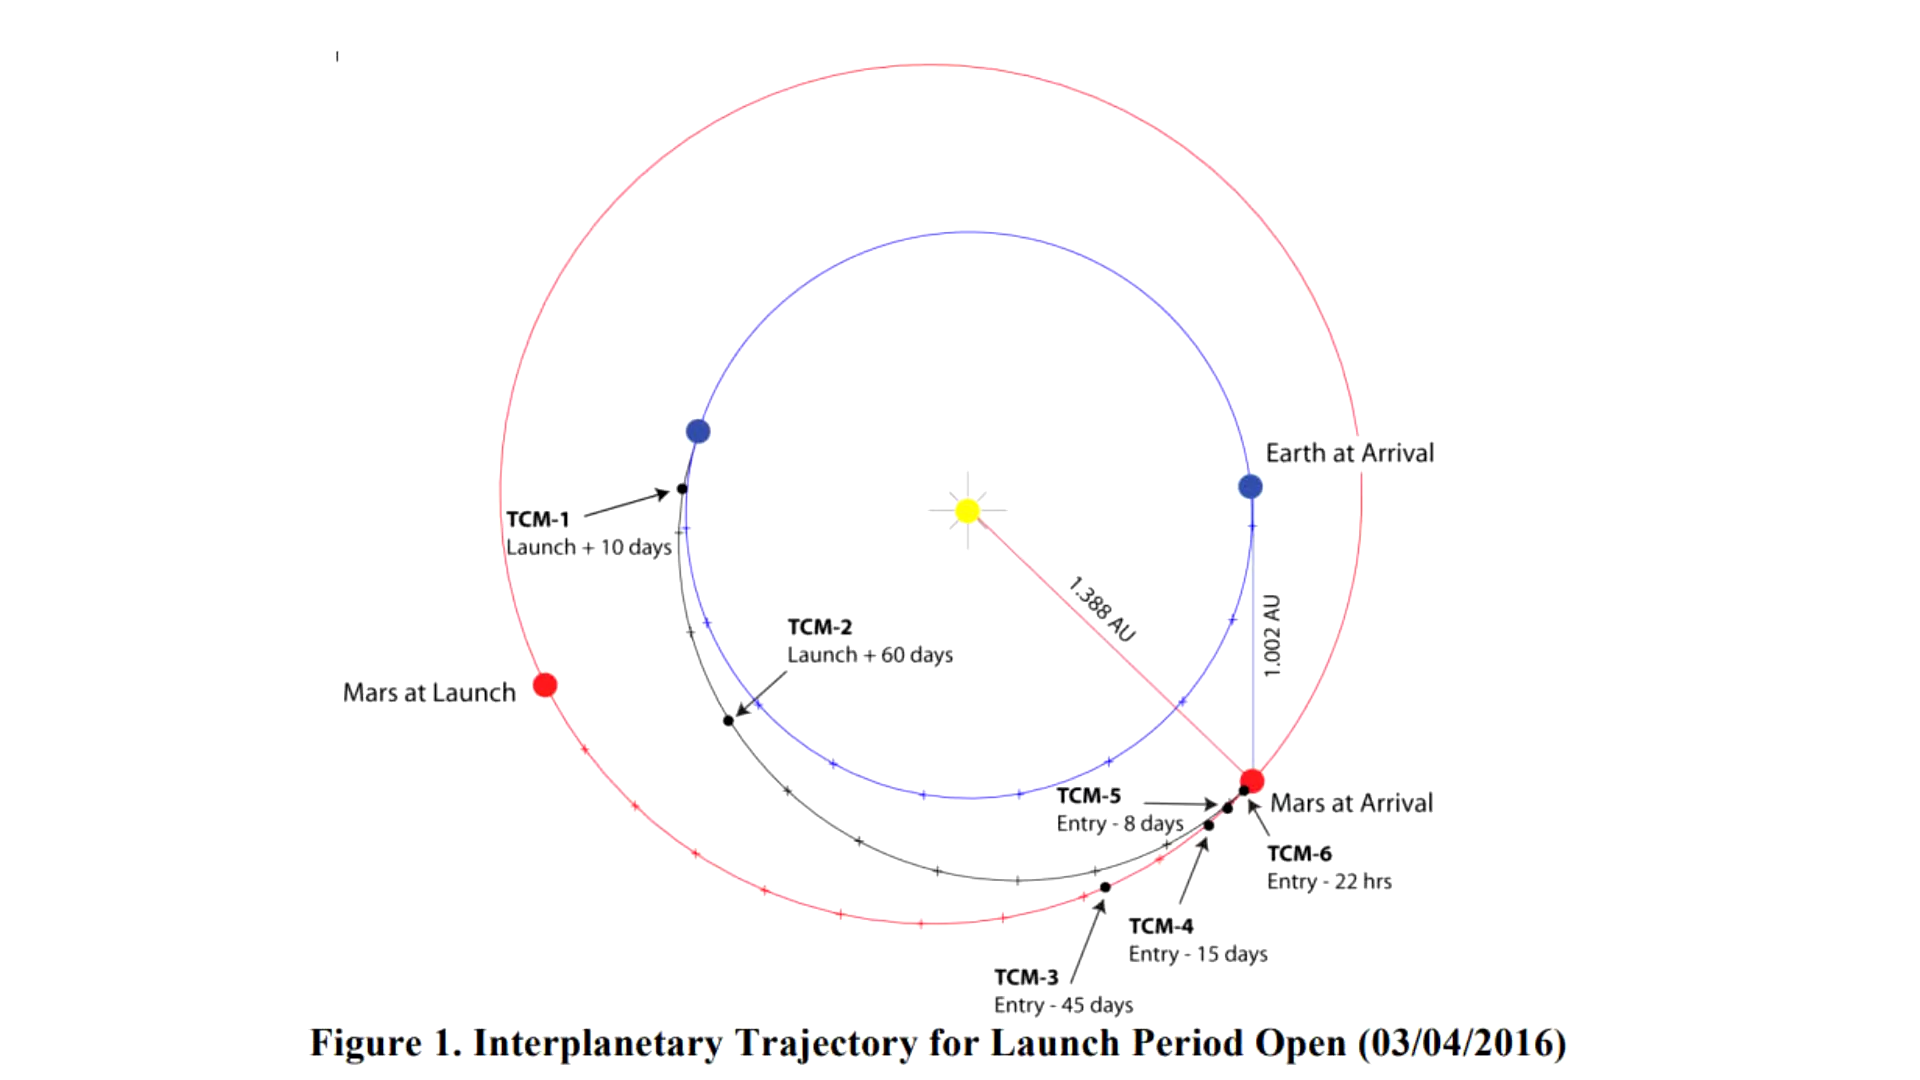 Earth at Arrival
TCM-1
Launch + 10 days
1.388 AU
1.002 AU
TCM-2
Launch + 60 days
Mars at Launch
TCM-5
Entry - 8 days
Mars at Arrival
TCM-6
Entry - 22 hrs
TCM-4
Entry - 15 days
TCM-3
Entry - 45 days
Figure 1. Interplanetary Trajectory for Launch Period Open (03/04/2016)